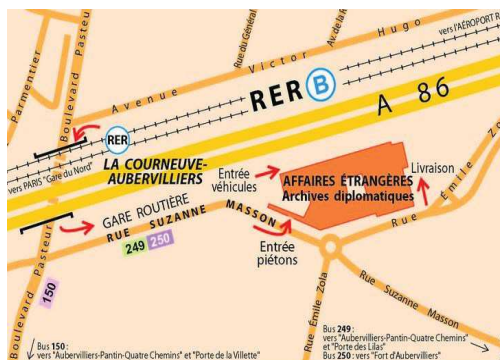 Parmentier
Boulevard Pasteur
Avenue Victor Hugo
Rue du Général
Av. de la R
vers l'AÉROPORT R
RER B
A 86
RER
LA COURNEUVE-
AUBERVILLIERS
vers PARIS "Gare du Nord"
Entrée
véhicules
AFFAIRES ÉTRANGÈRES
Archives diplomatiques
Livraison
Rue Émile Zo
GARE ROUTIÈRE
RUE SUZANNE MASSON
249 250
Entrée
piétons
150
Boulevard Pasteur
Rue Émile Zola
Rue Suzanne Masson
Bus 150 :
vers "Aubervilliers-Pantin-Quatre Chemins" et "Porte de la Villette"
Bus 249 :
vers "Aubervilliers-Pantin-Quatre Chemins"
et "Porte des Lilas"
Bus 250 : vers "Fort d'Aubervilliers"